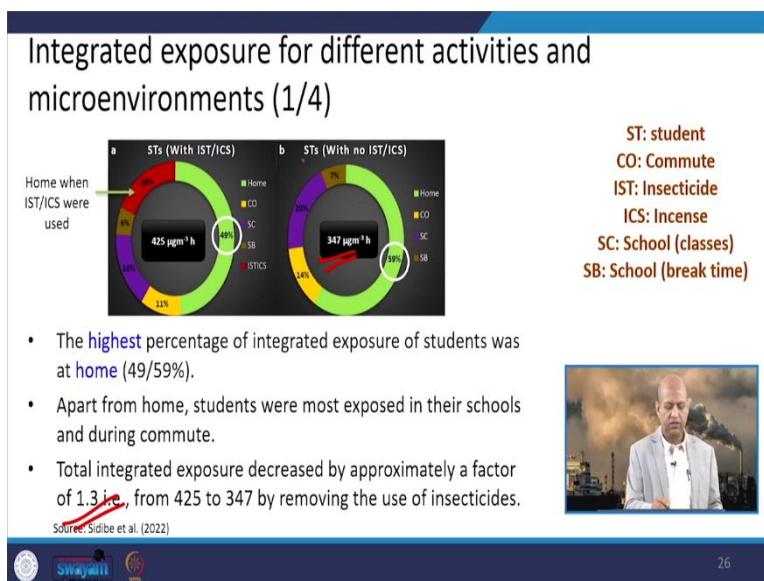 Integrated exposure for different activities and
microenvironments (1/4)
ST: student
CO: Commute
IST: Insecticide
ICS: Incense
SC: School (classes)
SB: School (break time)
Home when
IST/ICS were
used
a STs (With IST/ICS)
425 µgm⁻³ h
49%
11%
6%
Home
CO
SC
SB
IST/ICS
b STs (With no IST/ICS)
347 µgm⁻³ h
59%
14%
20%
7%
Home
CO
SC
SB
• The highest percentage of integrated exposure of students was
at home (49/59%).
• Apart from home, students were most exposed in their schools
and during commute.
• Total integrated exposure decreased by approximately a factor
of 1.3 i.e., from 425 to 347 by removing the use of insecticides.
Source: Sidibe et al. (2022)
swayam
26